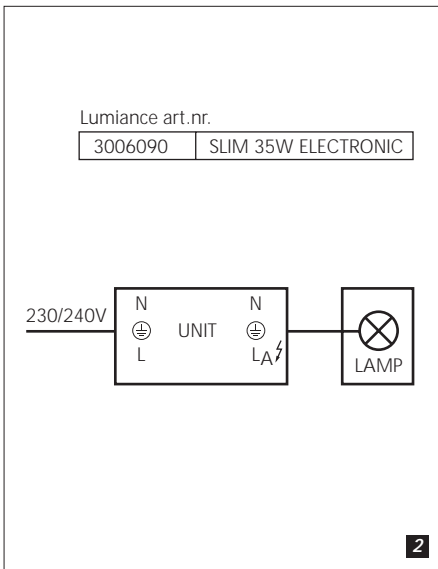 Lumiance art.nr.
3006090 SLIM 35W ELECTRONIC
230/240V
N N
UNIT
L LA
LAMP
2